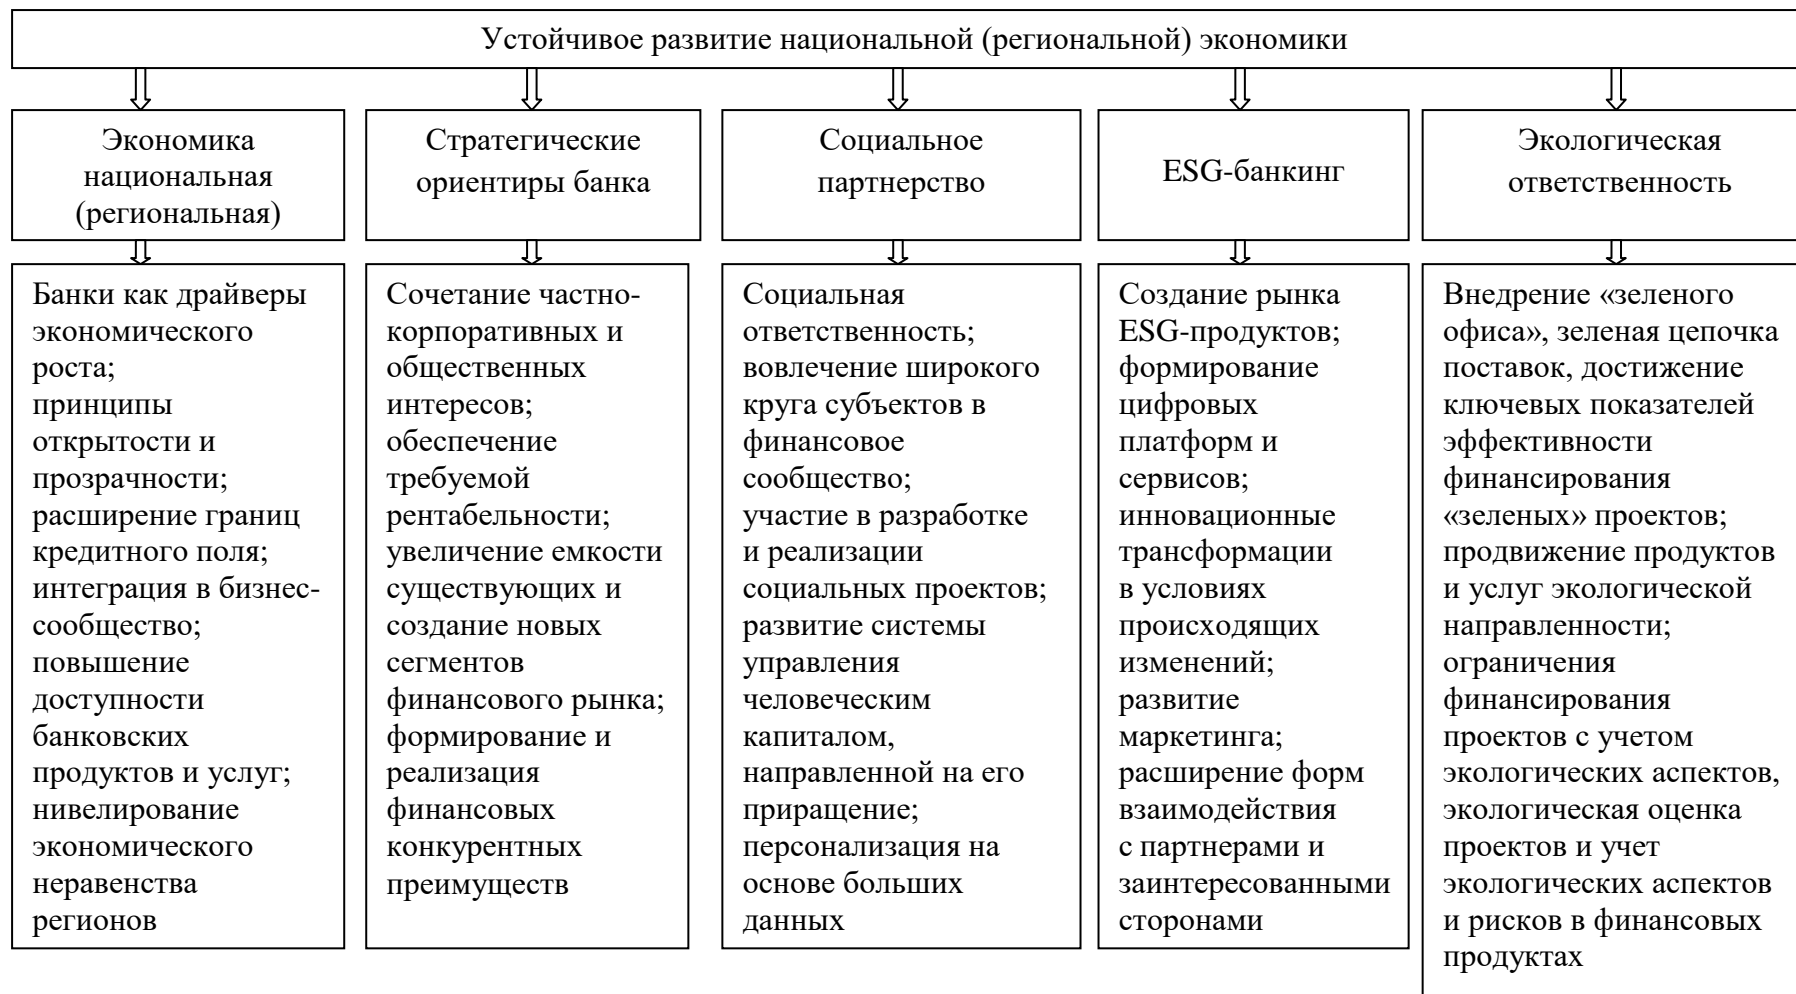 Устойчивое развитие национальной (региональной) экономики
Экономика
национальная
(региональная)
Стратегические
ориентиры банка
Социальное
партнерство
ESG-банкинг
Экологическая
ответственность
Банки как драйверы
экономического
роста;
принципы
открытости и
прозрачности;
расширение границ
кредитного поля;
интеграция в бизнес-
сообщество;
повышение
доступности
банковских
продуктов и услуг;
нивелирование
экономического
неравенства
регионов
Сочетание частно-
корпоративных и
общественных
интересов;
обеспечение
требуемой
рентабельности;
увеличение емкости
существующих и
создание новых
сегментов
финансового рынка;
формирование и
реализация
финансовых
конкурентных
преимуществ
Социальная
ответственность;
вовлечение широкого
круга субъектов в
финансовое
сообщество;
участие в разработке
и реализации
социальных проектов;
развитие системы
управления
человеческим
капиталом,
направленной на его
приращение;
персонализация на
основе больших
данных
Создание рынка
ESG-продуктов;
формирование
цифровых
платформ и
сервисов;
инновационные
трансформации
в условиях
происходящих
изменений;
развитие
маркетинга;
расширение форм
взаимодействия
с партнерами и
заинтересованными
сторонами
Внедрение «зеленого
офиса», зеленая цепочка
поставок, достижение
ключевых показателей
эффективности
финансирования
«зеленых» проектов;
продвижение продуктов
и услуг экологической
направленности;
ограничения
финансирования
проектов с учетом
экологических аспектов,
экологическая оценка
проектов и учет
экологических аспектов
и рисков в финансовых
продуктах